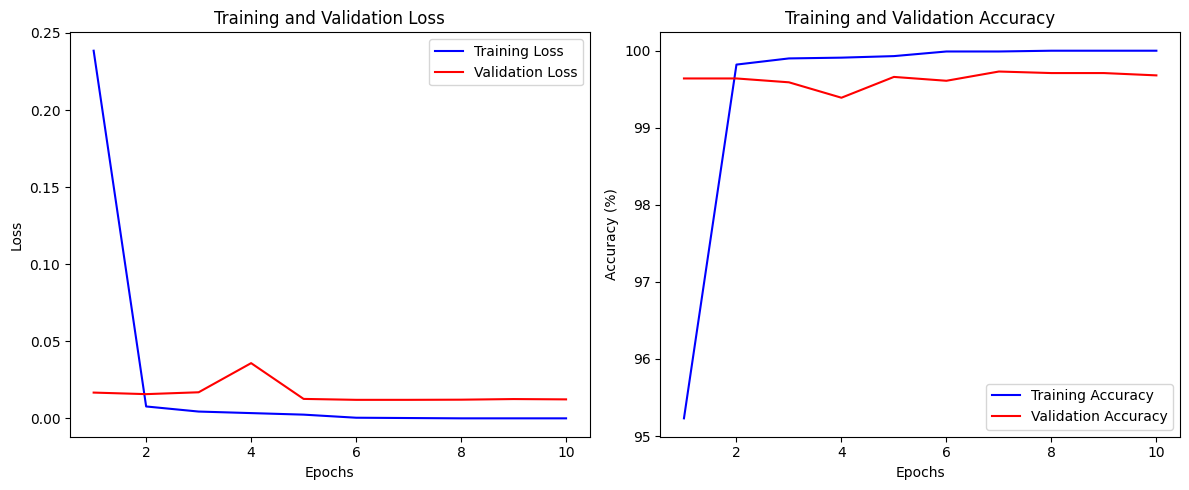 Training and Validation Loss
Training Loss
Validation Loss
0.25
0.20
0.15
0.10
0.05
0.00
Loss
2 4 6 8 10
Epochs
Training and Validation Accuracy
100
99
98
97
96
95
Accuracy (%)
Training Accuracy
Validation Accuracy
2 4 6 8 10
Epochs